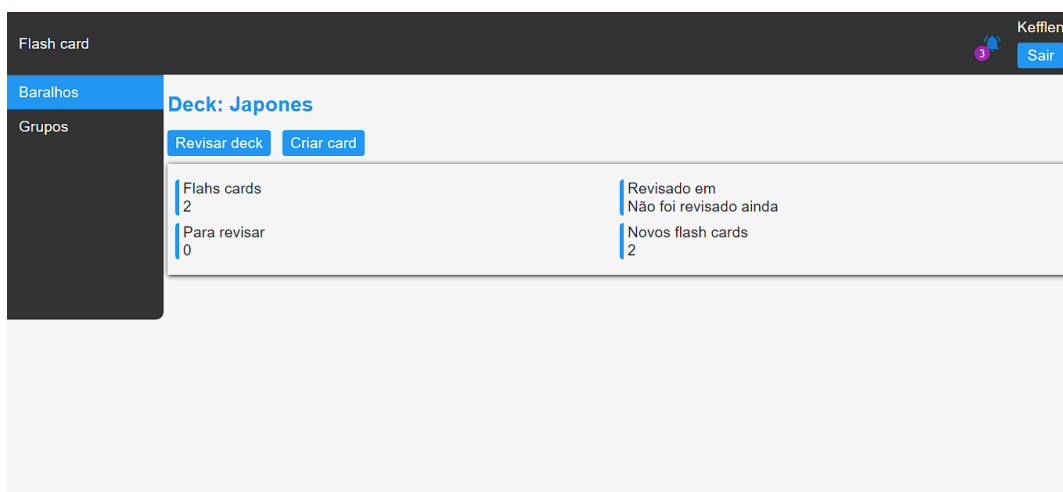 Flash card
3
Kefflen
Sair
Baralhos
Grupos
Deck: Japones
Revisar deck
Criar card
Flahs cards
2
Revisado em
Não foi revisado ainda
Para revisar
0
Novos flash cards
2